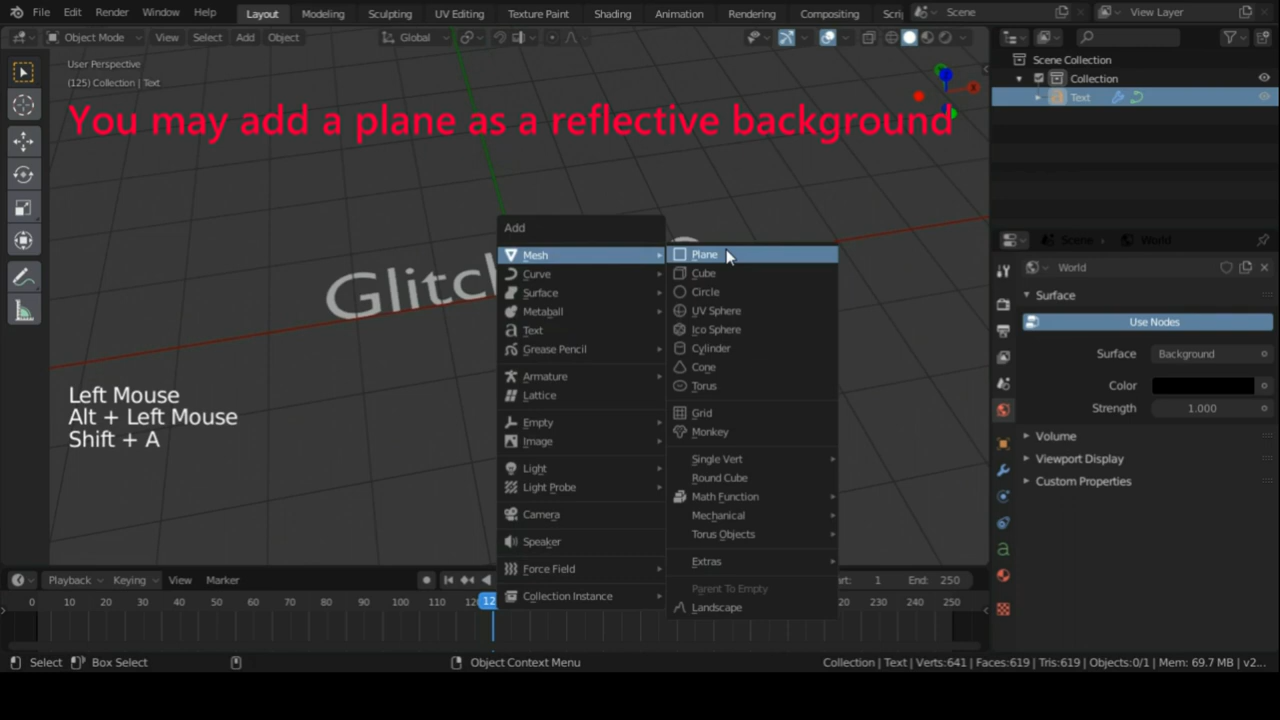 File Edit Render Window Help Layout Modeling Sculpting UV Editing Texture Paint Shading Animation Rendering Compositing Scene View Layer
Object Mode View Select Add Object Global
User Perspective
(125) Collection | Text
Scene Collection
Collection
Text
You may add a plane as a reflective background
Add
Mesh
Curve
Surface
Metaball
Text
Grease Pencil
Armature
Lattice
Empty
Image
Light
Light Probe
Camera
Speaker
Force Field
Collection Instance
Plane
Cube
Circle
UV Sphere
Ico Sphere
Cylinder
Cone
Torus
Grid
Monkey
Single Vert
Round Cube
Math Function
Mechanical
Torus Objects
Extras
Parent To Empty
Landscape
Left Mouse
Alt + Left Mouse
Shift + A
Scene World
World
Surface
Use Nodes
Surface Background
Color
Strength 1.000
Volume
Viewport Display
Custom Properties
Playback Keying View Marker
1 End: 250
0 10 20 30 40 50 60 70 80 90 100 110 220 230 240 250
Select Box Select Object Context Menu Collection | Text | Verts:641 | Faces:619 | Tris:619 | Objects:0/1 | Mem: 69.7 MB | v2...